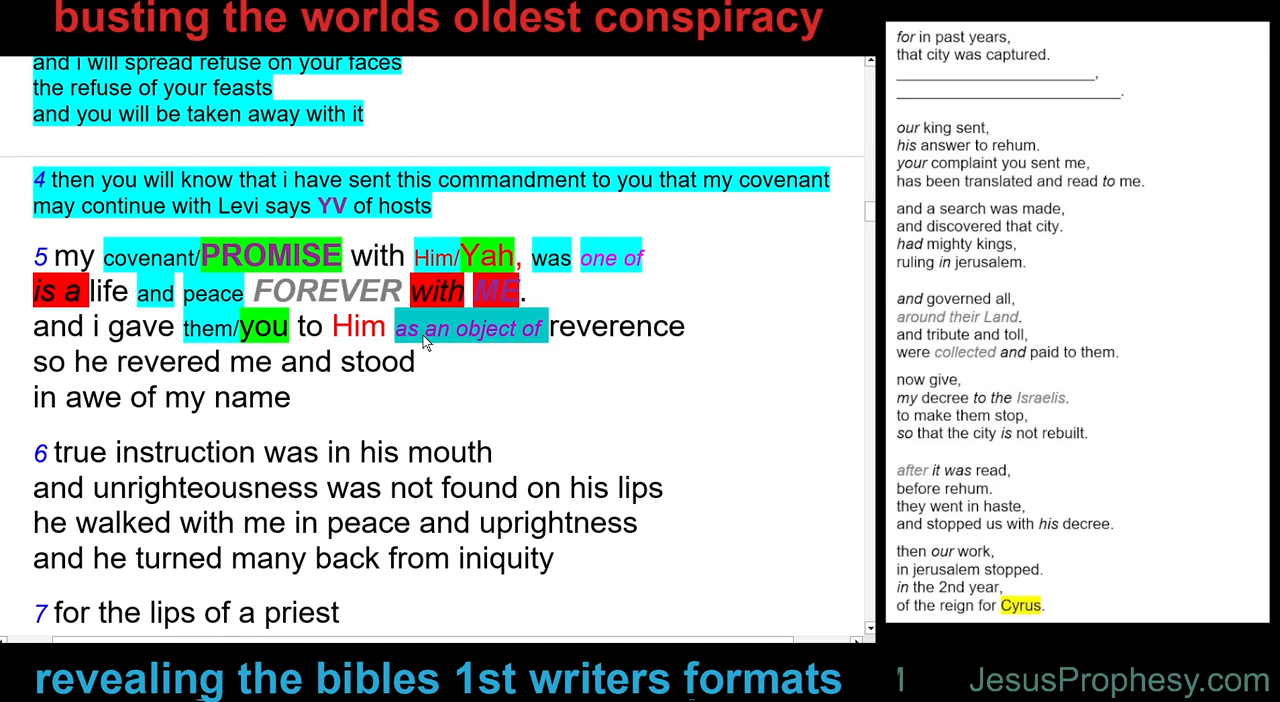 busting the worlds oldest conspiracy
and i will spread refuse on your faces
the refuse of your feasts
and you will be taken away with it
4 then you will know that i have sent this commandment to you that my covenant
may continue with Levi says YV of hosts
5 my covenant/PROMISE with Him/Yah, was one of
is a life and peace FOREVER with ME.
and i gave them/you to Him as an object of reverence
so he revered me and stood
in awe of my name
6 true instruction was in his mouth
and unrighteousness was not found on his lips
he walked with me in peace and uprightness
and he turned many back from iniquity
7 for the lips of a priest
for in past years,
that city was captured.
____________________________,
________________________________.
our king sent,
his answer to rehum.
your complaint you sent me,
has been translated and read to me.
and a search was made,
and discovered that city.
had mighty kings,
ruling in jerusalem.
and governed all,
around their Land.
and tribute and toll,
were collected and paid to them.
now give,
my decree to the Israelis.
to make them stop,
so that the city is not rebuilt.
after it was read,
before rehum.
they went in haste,
and stopped us with his decree.
then our work,
in jerusalem stopped.
in the 2nd year,
of the reign for Cyrus.
revealing the bibles 1st writers formats
1
JesusProphesy.com